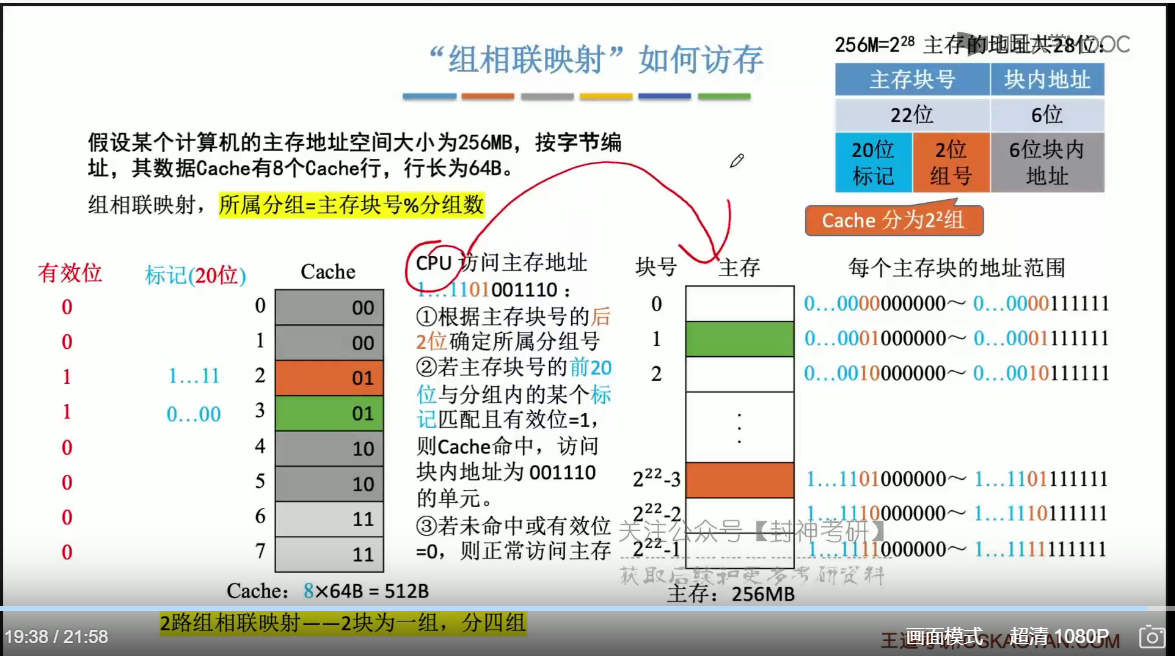 “组相联映射”如何访存
256M=2²⁸ 主存的地址共28位：
主存块号 块内地址
22位 6位
20位标记 2位组号 6位块内地址
Cache 分为2²组
假设某个计算机的主存地址空间大小为256MB，按字节编
址，其数据Cache有8个Cache行，行长为64B。
组相联映射，所属分组=主存块号%分组数
有效位 标记(20位) Cache
0 0 00
0 1 00
1 1…11 2 01
1 0…00 3 01
0 4 10
0 5 10
0 6 11
0 7 11
Cache：8×64B = 512B
2路组相联映射——2块为一组，分四组
CPU 访问主存地址
1…1101001110：
①根据主存块号的后
2位确定所属分组号
②若主存块号的前20
位与分组内的某个标
记匹配且有效位=1，
则Cache命中，访问
块内地址为 001110
的单元。
③若未命中或有效位
=0，则正常访问主存
块号 主存 每个主存块的地址范围
0 0…0000000000～ 0…0000111111
1 0…0001000000～ 0…0001111111
2 0…0010000000～ 0…0010111111
2²²-3 1…1101000000～ 1…1101111111
2²²-2 1…1110000000～ 1…1110111111
2²²-1 1…1111000000～ 1…1111111111
主存：256MB
关注公众号【封神考研】
获取后续和更多考研资料
19:38 / 21:58
画面模式 超清 1080P
王道考研/CSKAOYAN.COM